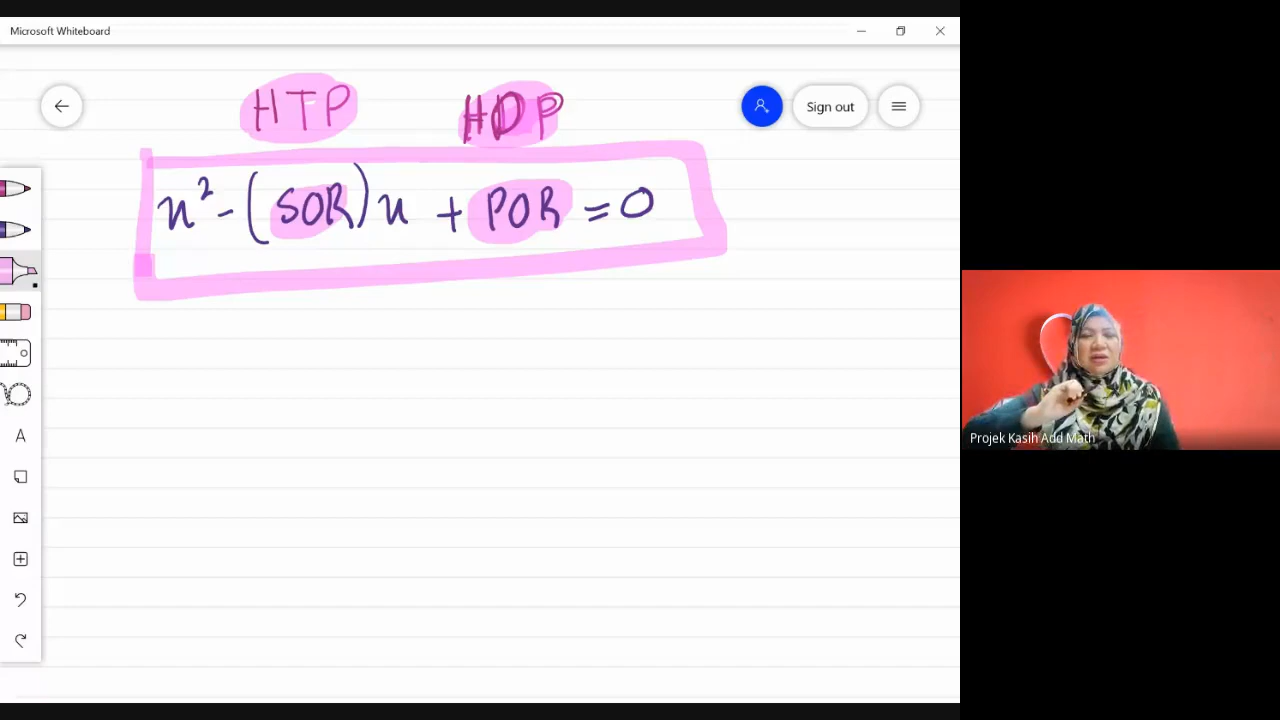 Microsoft Whiteboard
Sign out
HTP HDP
x² - (SOR)x + POR = 0
A
Projek Kasih Add Math